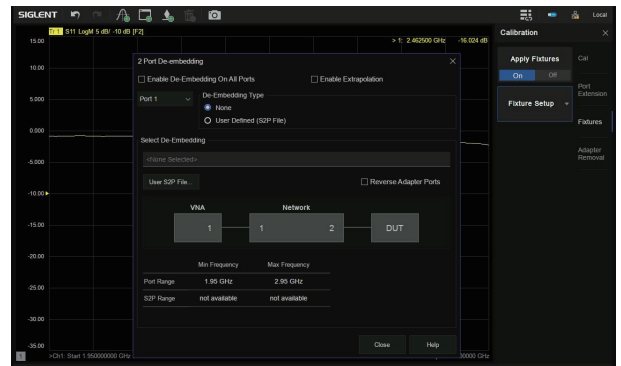 SIGLENT
Local
Tr 1 S11 LogM 5 dB/ -10 dB [F2]
> 1: 2.462500 GHz -16.024 dB
15.00
10.00
5.000
0.000
-5.000
-10.00
-15.00
-20.00
-25.00
-30.00
-35.00
1 >Ch1: Start 1.950000000 GHz
00000 GHz
2 Port De-embedding
Enable De-Embedding On All Ports
Enable Extrapolation
Port 1
De-Embedding Type
None
User Defined (S2P File)
Select De-Embedding
<None Selected>
User S2P File...
Reverse Adapter Ports
VNA Network
1 1 2 DUT
Min Frequency Max Frequency
Port Range 1.95 GHz 2.95 GHz
S2P Range not available not available
Close Help
Calibration
Apply Fixtures
On Off
Fixture Setup
Cal
Port
Extension
Fixtures
Adapter
Removal